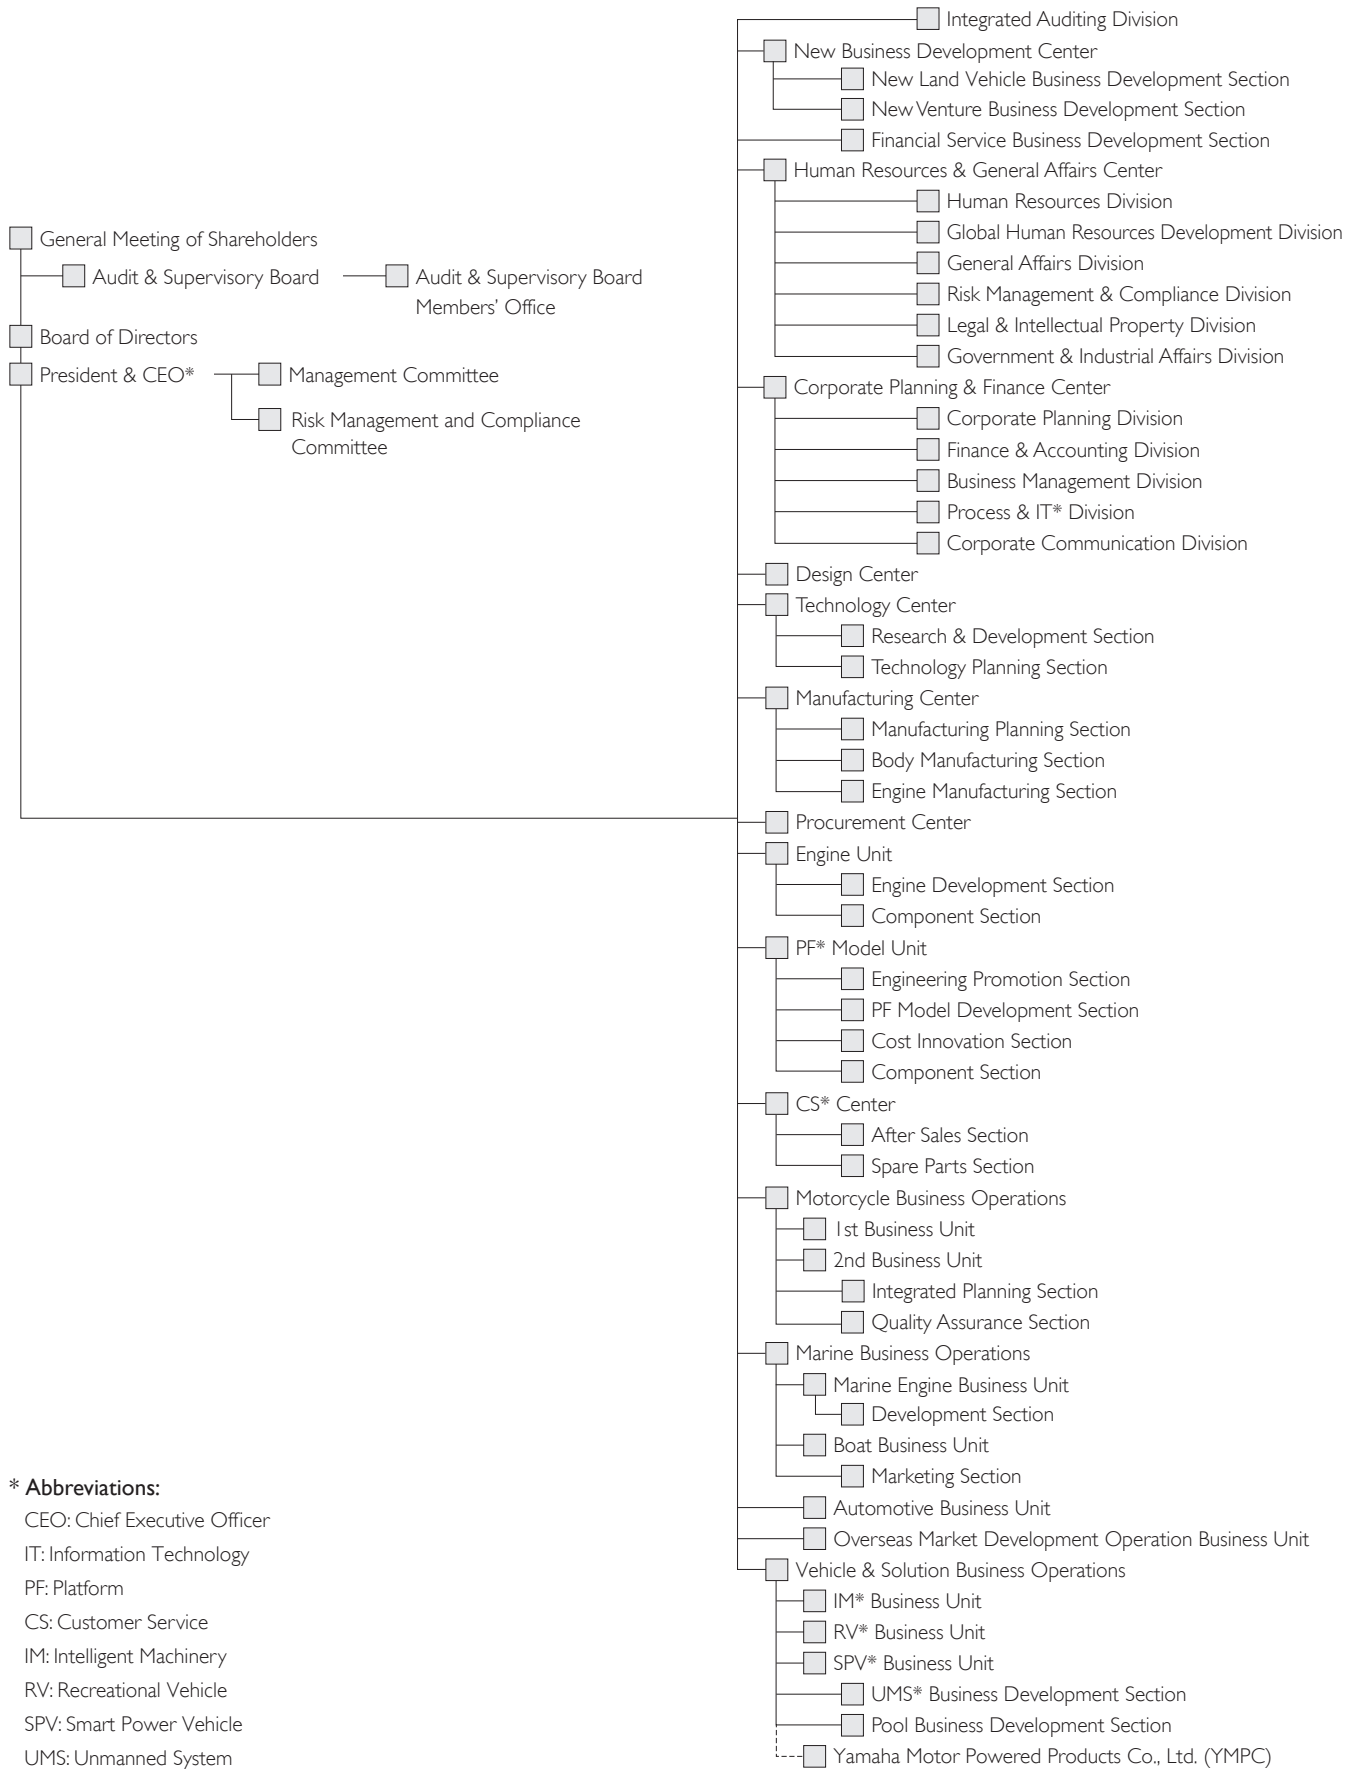 General Meeting of Shareholders
Audit & Supervisory Board
Audit & Supervisory Board
Members’ Office
Board of Directors
President & CEO*
Management Committee
Risk Management and Compliance
Committee
Integrated Auditing Division
New Business Development Center
New Land Vehicle Business Development Section
New Venture Business Development Section
Financial Service Business Development Section
Human Resources & General Affairs Center
Human Resources Division
Global Human Resources Development Division
General Affairs Division
Risk Management & Compliance Division
Legal & Intellectual Property Division
Government & Industrial Affairs Division
Corporate Planning & Finance Center
Corporate Planning Division
Finance & Accounting Division
Business Management Division
Process & IT* Division
Corporate Communication Division
Design Center
Technology Center
Research & Development Section
Technology Planning Section
Manufacturing Center
Manufacturing Planning Section
Body Manufacturing Section
Engine Manufacturing Section
Procurement Center
Engine Unit
Engine Development Section
Component Section
PF* Model Unit
Engineering Promotion Section
PF Model Development Section
Cost Innovation Section
Component Section
CS* Center
After Sales Section
Spare Parts Section
Motorcycle Business Operations
1st Business Unit
2nd Business Unit
Integrated Planning Section
Quality Assurance Section
Marine Business Operations
Marine Engine Business Unit
Development Section
Boat Business Unit
Marketing Section
Automotive Business Unit
Overseas Market Development Operation Business Unit
Vehicle & Solution Business Operations
IM* Business Unit
RV* Business Unit
SPV* Business Unit
UMS* Business Development Section
Pool Business Development Section
Yamaha Motor Powered Products Co., Ltd. (YMPC)
* Abbreviations:
CEO: Chief Executive Officer
IT: Information Technology
PF: Platform
CS: Customer Service
IM: Intelligent Machinery
RV: Recreational Vehicle
SPV: Smart Power Vehicle
UMS: Unmanned System